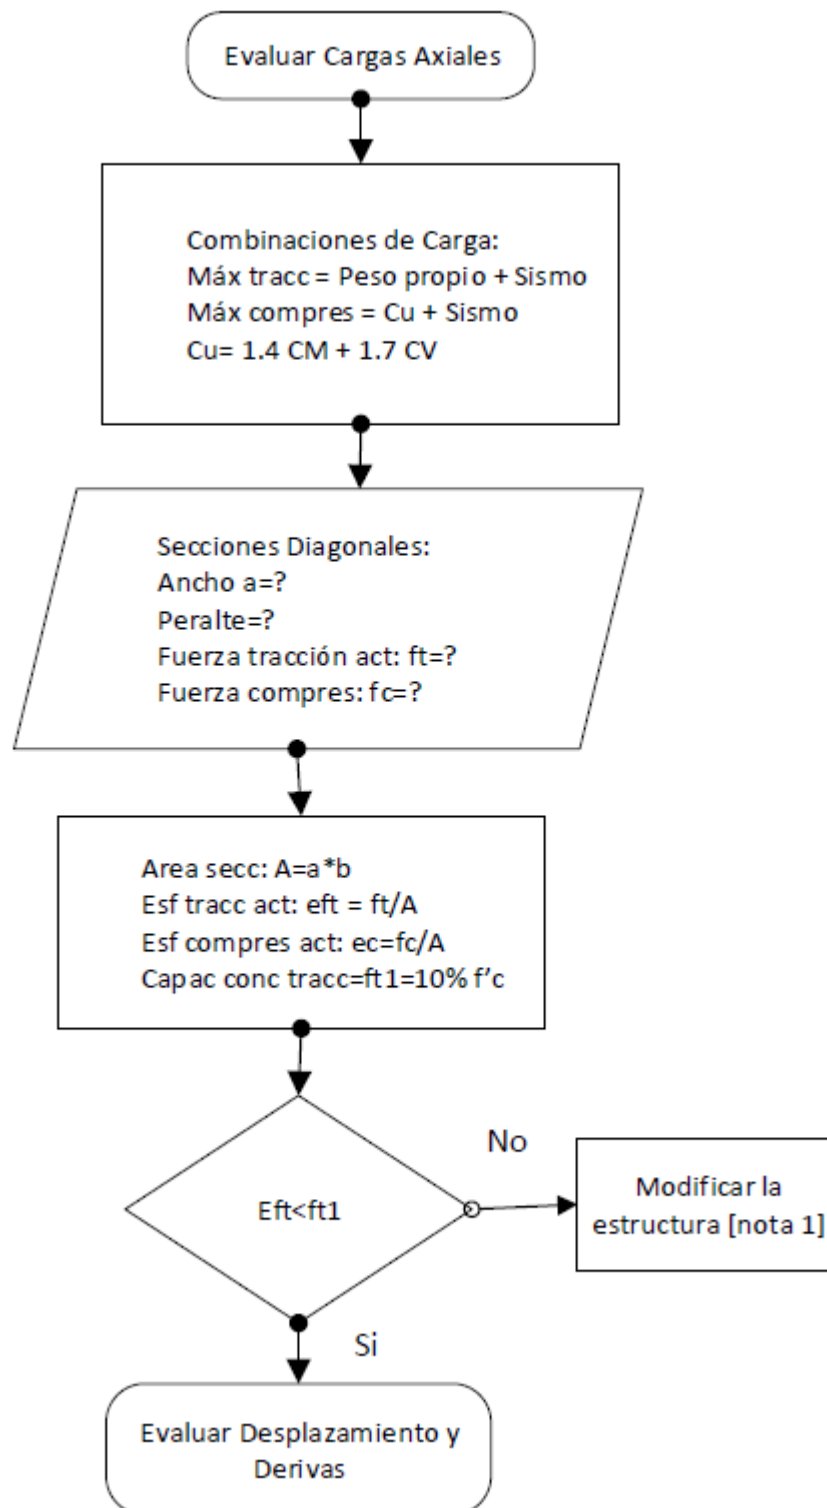 Evaluar Cargas Axiales
Combinaciones de Carga:
Máx tracc = Peso propio + Sismo
Máx compres = Cu + Sismo
Cu= 1.4 CM + 1.7 CV
Secciones Diagonales:
Ancho a=?
Peralte=?
Fuerza tracción act: ft=?
Fuerza compres: fc=?
Area secc: A=a*b
Esf tracc act: eft = ft/A
Esf compres act: ec=fc/A
Capac conc tracc=ft1=10% f’c
Eft<ft1
No
Modificar la
estructura [nota 1]
Si
Evaluar Desplazamiento y
Derivas